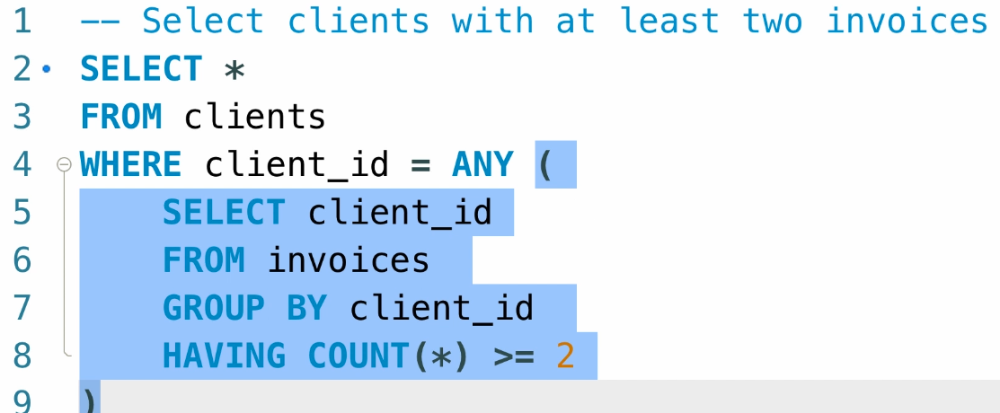 1 -- Select clients with at least two invoices
2 SELECT *
3 FROM clients
4 WHERE client_id = ANY (
5     SELECT client_id
6     FROM invoices
7     GROUP BY client_id
8     HAVING COUNT(*) >= 2
9 )